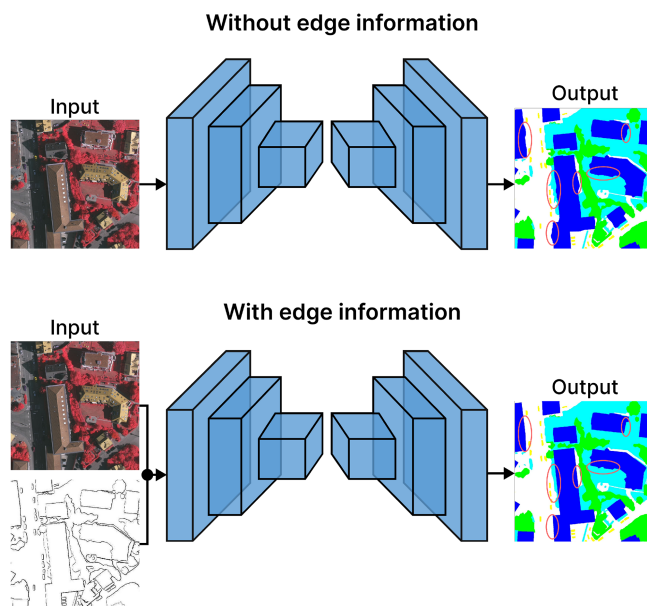 Without edge information
Input
Output
With edge information
Input
Output